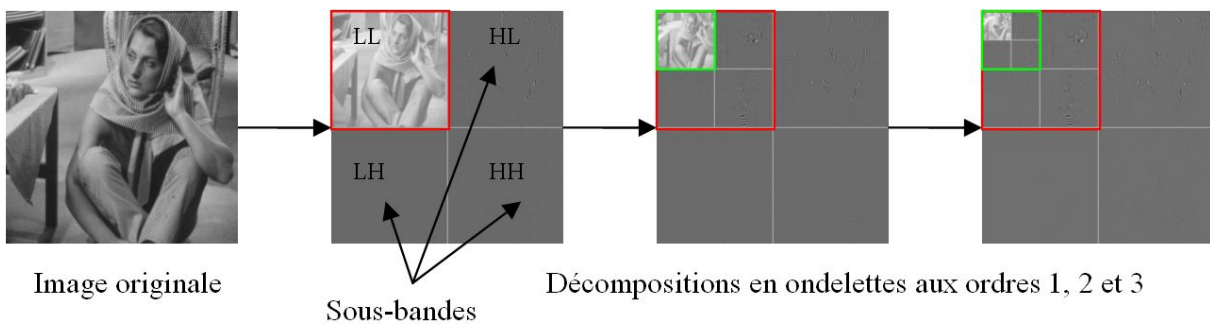 LL
HL
LH
HH
Image originale
Sous-bandes
Décompositions en ondelettes aux ordres 1, 2 et 3